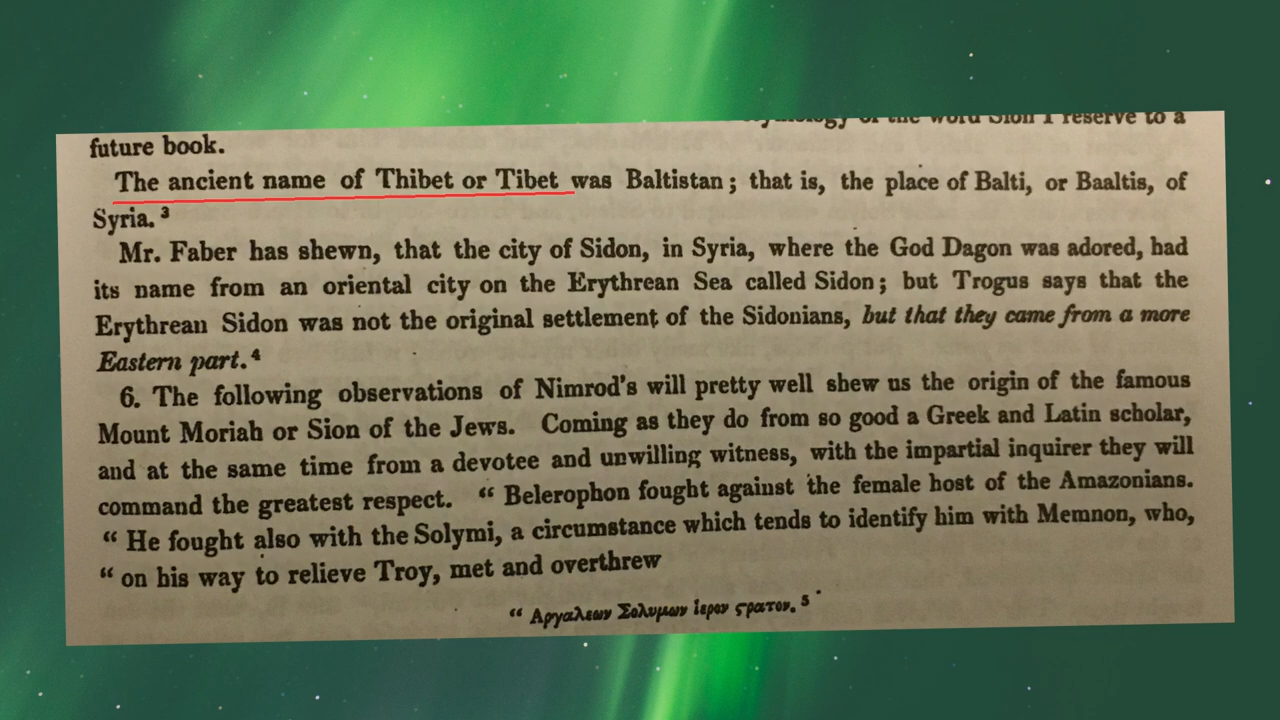 of the word Sion I reserve to a
future book.
The ancient name of Thibet or Tibet was Baltistan; that is, the place of Balti, or Baaltis, of
Syria.³
Mr. Faber has shewn, that the city of Sidon, in Syria, where the God Dagon was adored, had
its name from an oriental city on the Erythrean Sea called Sidon; but Trogus says that the
Erythrean Sidon was not the original settlement of the Sidonians, but that they came from a more
Eastern part.⁴
6. The following observations of Nimrod's will pretty well shew us the origin of the famous
Mount Moriah or Sion of the Jews. Coming as they do from so good a Greek and Latin scholar,
and at the same time from a devotee and unwilling witness, with the impartial inquirer they will
command the greatest respect. “ Belerophon fought against the female host of the Amazonians.
“ He fought also with the Solymi, a circumstance which tends to identify him with Memnon, who,
“ on his way to relieve Troy, met and overthrew
“ Αργαλεων Σολυμων ἱερον ϛρατον.⁵